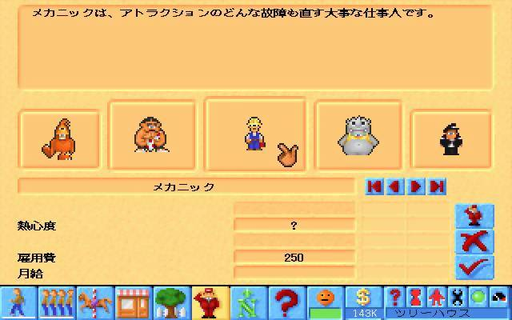 メカニックは、アトラクションのどんな故障も直す大事な仕事人です。
メカニック
熱心度 ?
雇用費 250
月給
143K ツリーハウス